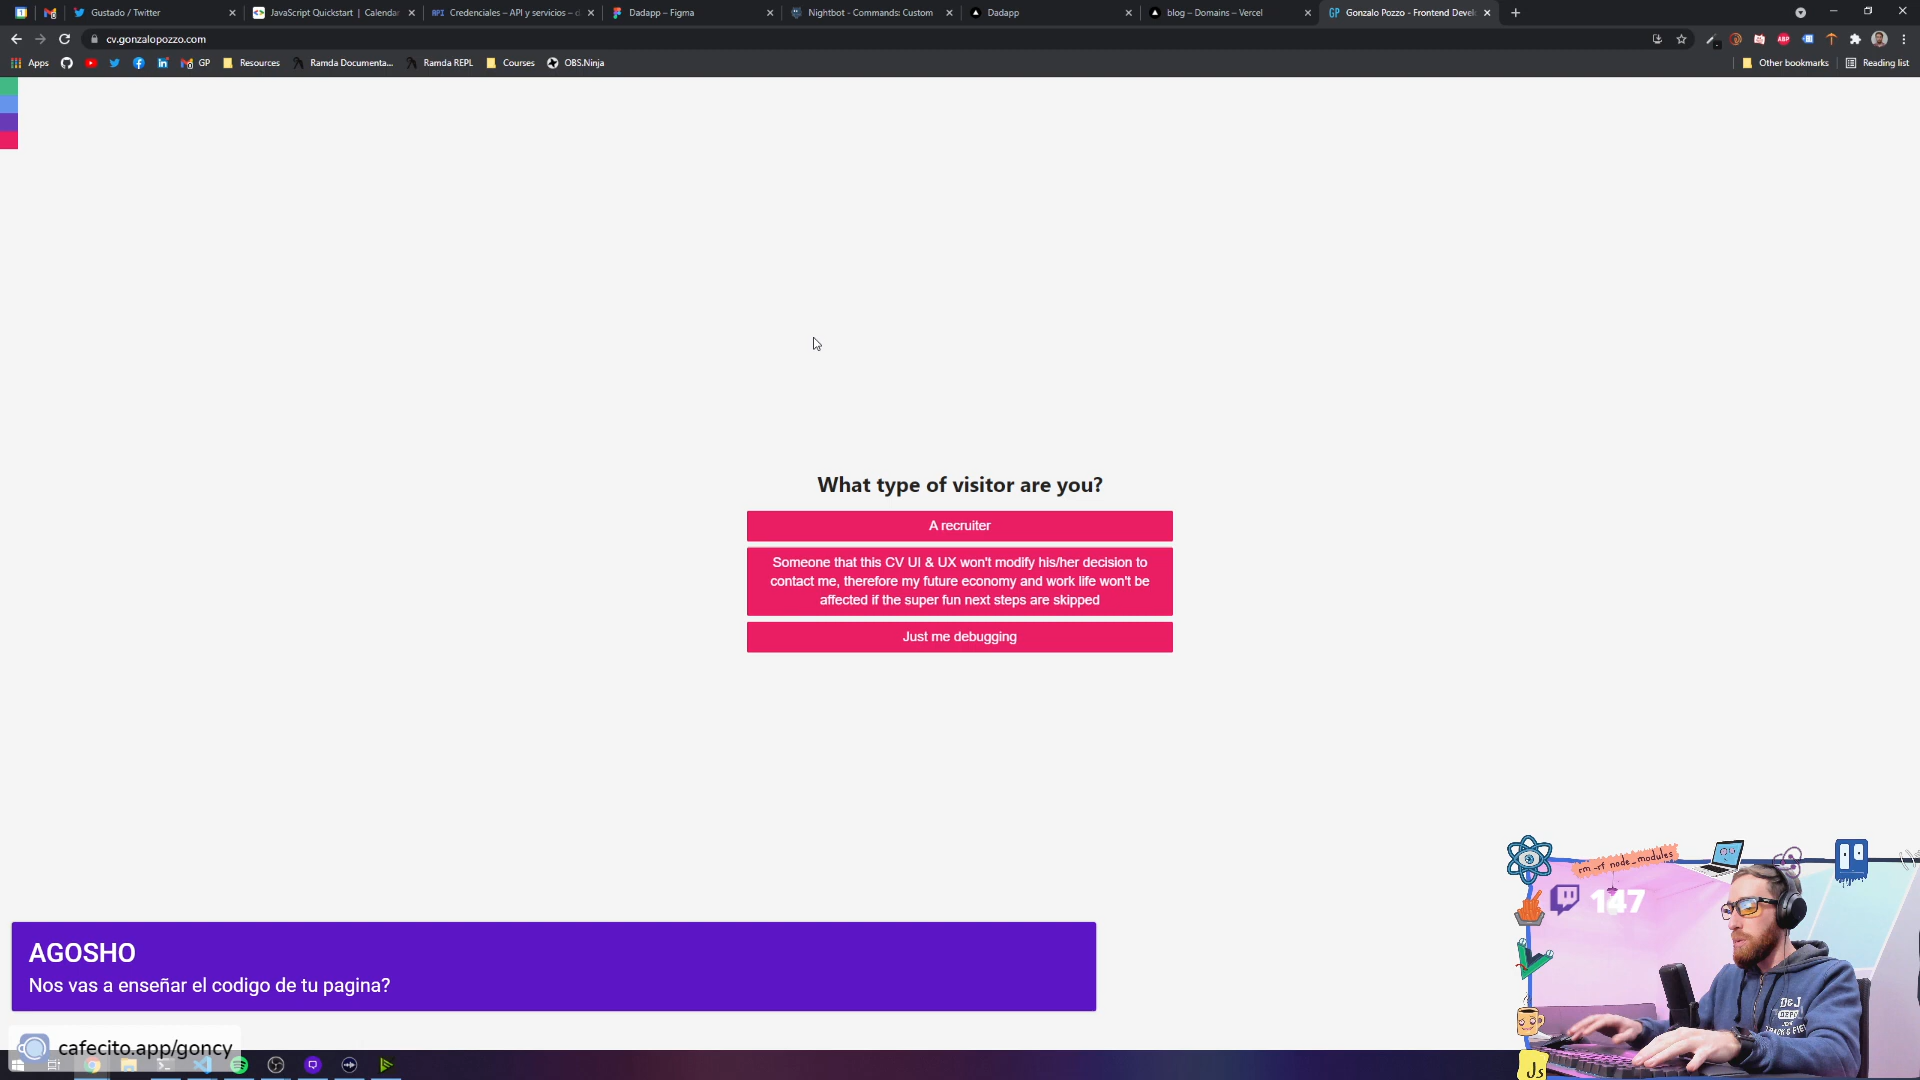 Gustado / Twitter
JavaScript Quickstart | Calendar
API Credenciales – API y servicios – d
Dadapp – Figma
Nightbot - Commands: Custom
Dadapp
blog – Domains – Vercel
GP Gonzalo Pozzo - Frontend Devel
cv.gonzalopozzo.com
ABP
Apps
GP
Resources
Ramda Documenta...
Ramda REPL
Courses
OBS.Ninja
Other bookmarks
Reading list
What type of visitor are you?
A recruiter
Someone that this CV UI & UX won't modify his/her decision to
contact me, therefore my future economy and work life won't be
affected if the super fun next steps are skipped
Just me debugging
rm -rf node_modules
147
AGOSHO
Nos vas a enseñar el codigo de tu pagina?
D&J
cafecito.app/goncy
Js